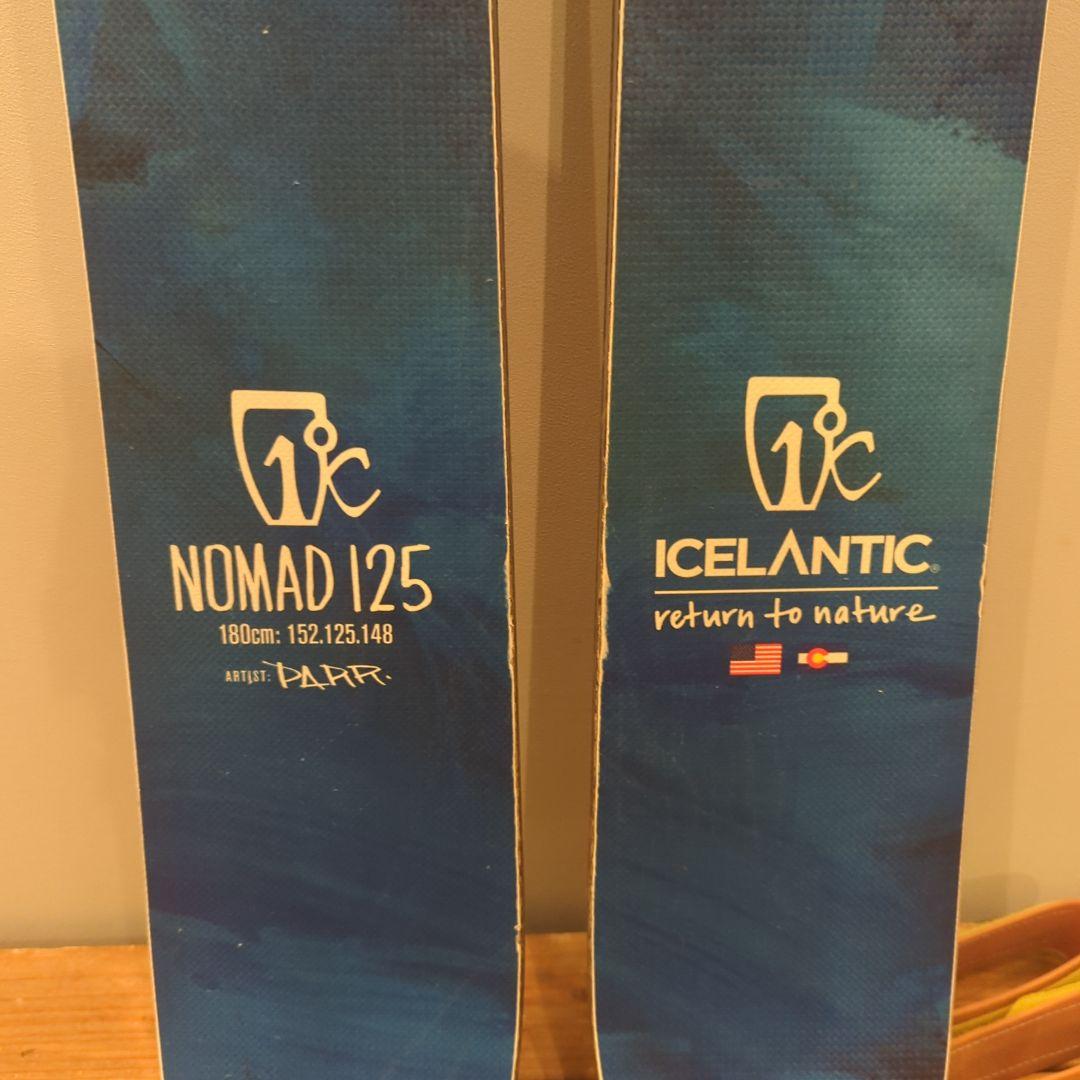 1°C
NOMAD 125
180cm: 152.125.148
ARTIST: PARR.
1°C
ICELANTIC®
return to nature